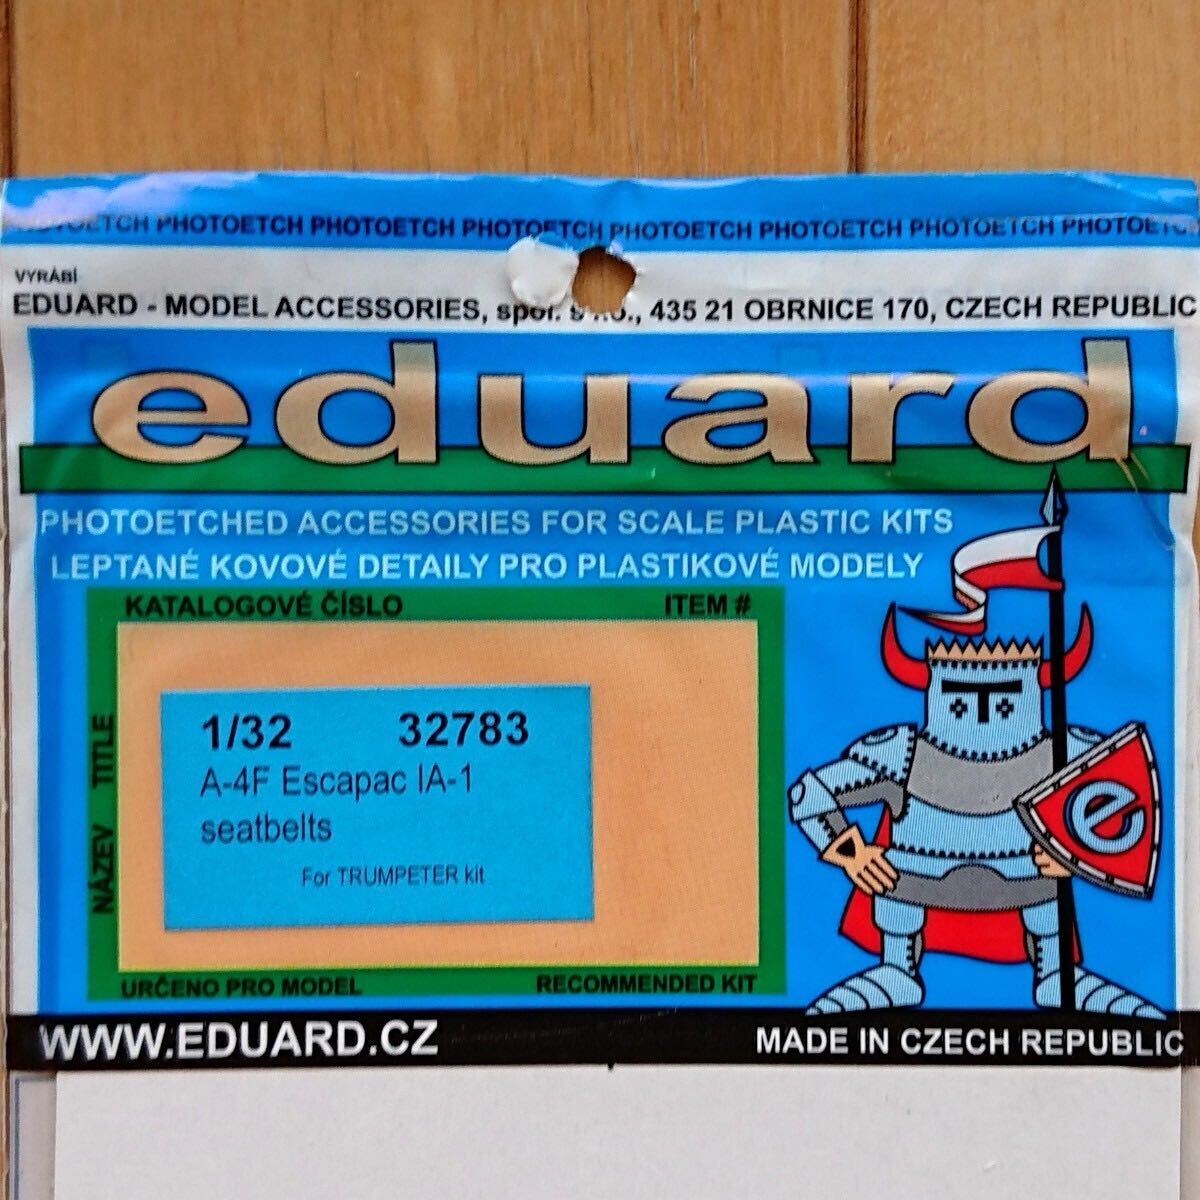 PHOTOETCH PHOTOETCH PHOTOETCH PHOTOETCH PHOTOETCH PHOTOETCH PHOTOETCH
VYRÁBÍ
EDUARD - MODEL ACCESSORIES, spol. s r.o., 435 21 OBRNICE 170, CZECH REPUBLIC
eduard
PHOTOETCHED ACCESSORIES FOR SCALE PLASTIC KITS
LEPTANÉ KOVOVÉ DETAILY PRO PLASTIKOVÉ MODELY
KATALOGOVÉ ČÍSLO ITEM #
NÁZEV TITLE
1/32 32783
A-4F Escapac IA-1
seatbelts
For TRUMPETER kit
e
URČENO PRO MODEL RECOMMENDED KIT
WWW.EDUARD.CZ MADE IN CZECH REPUBLIC